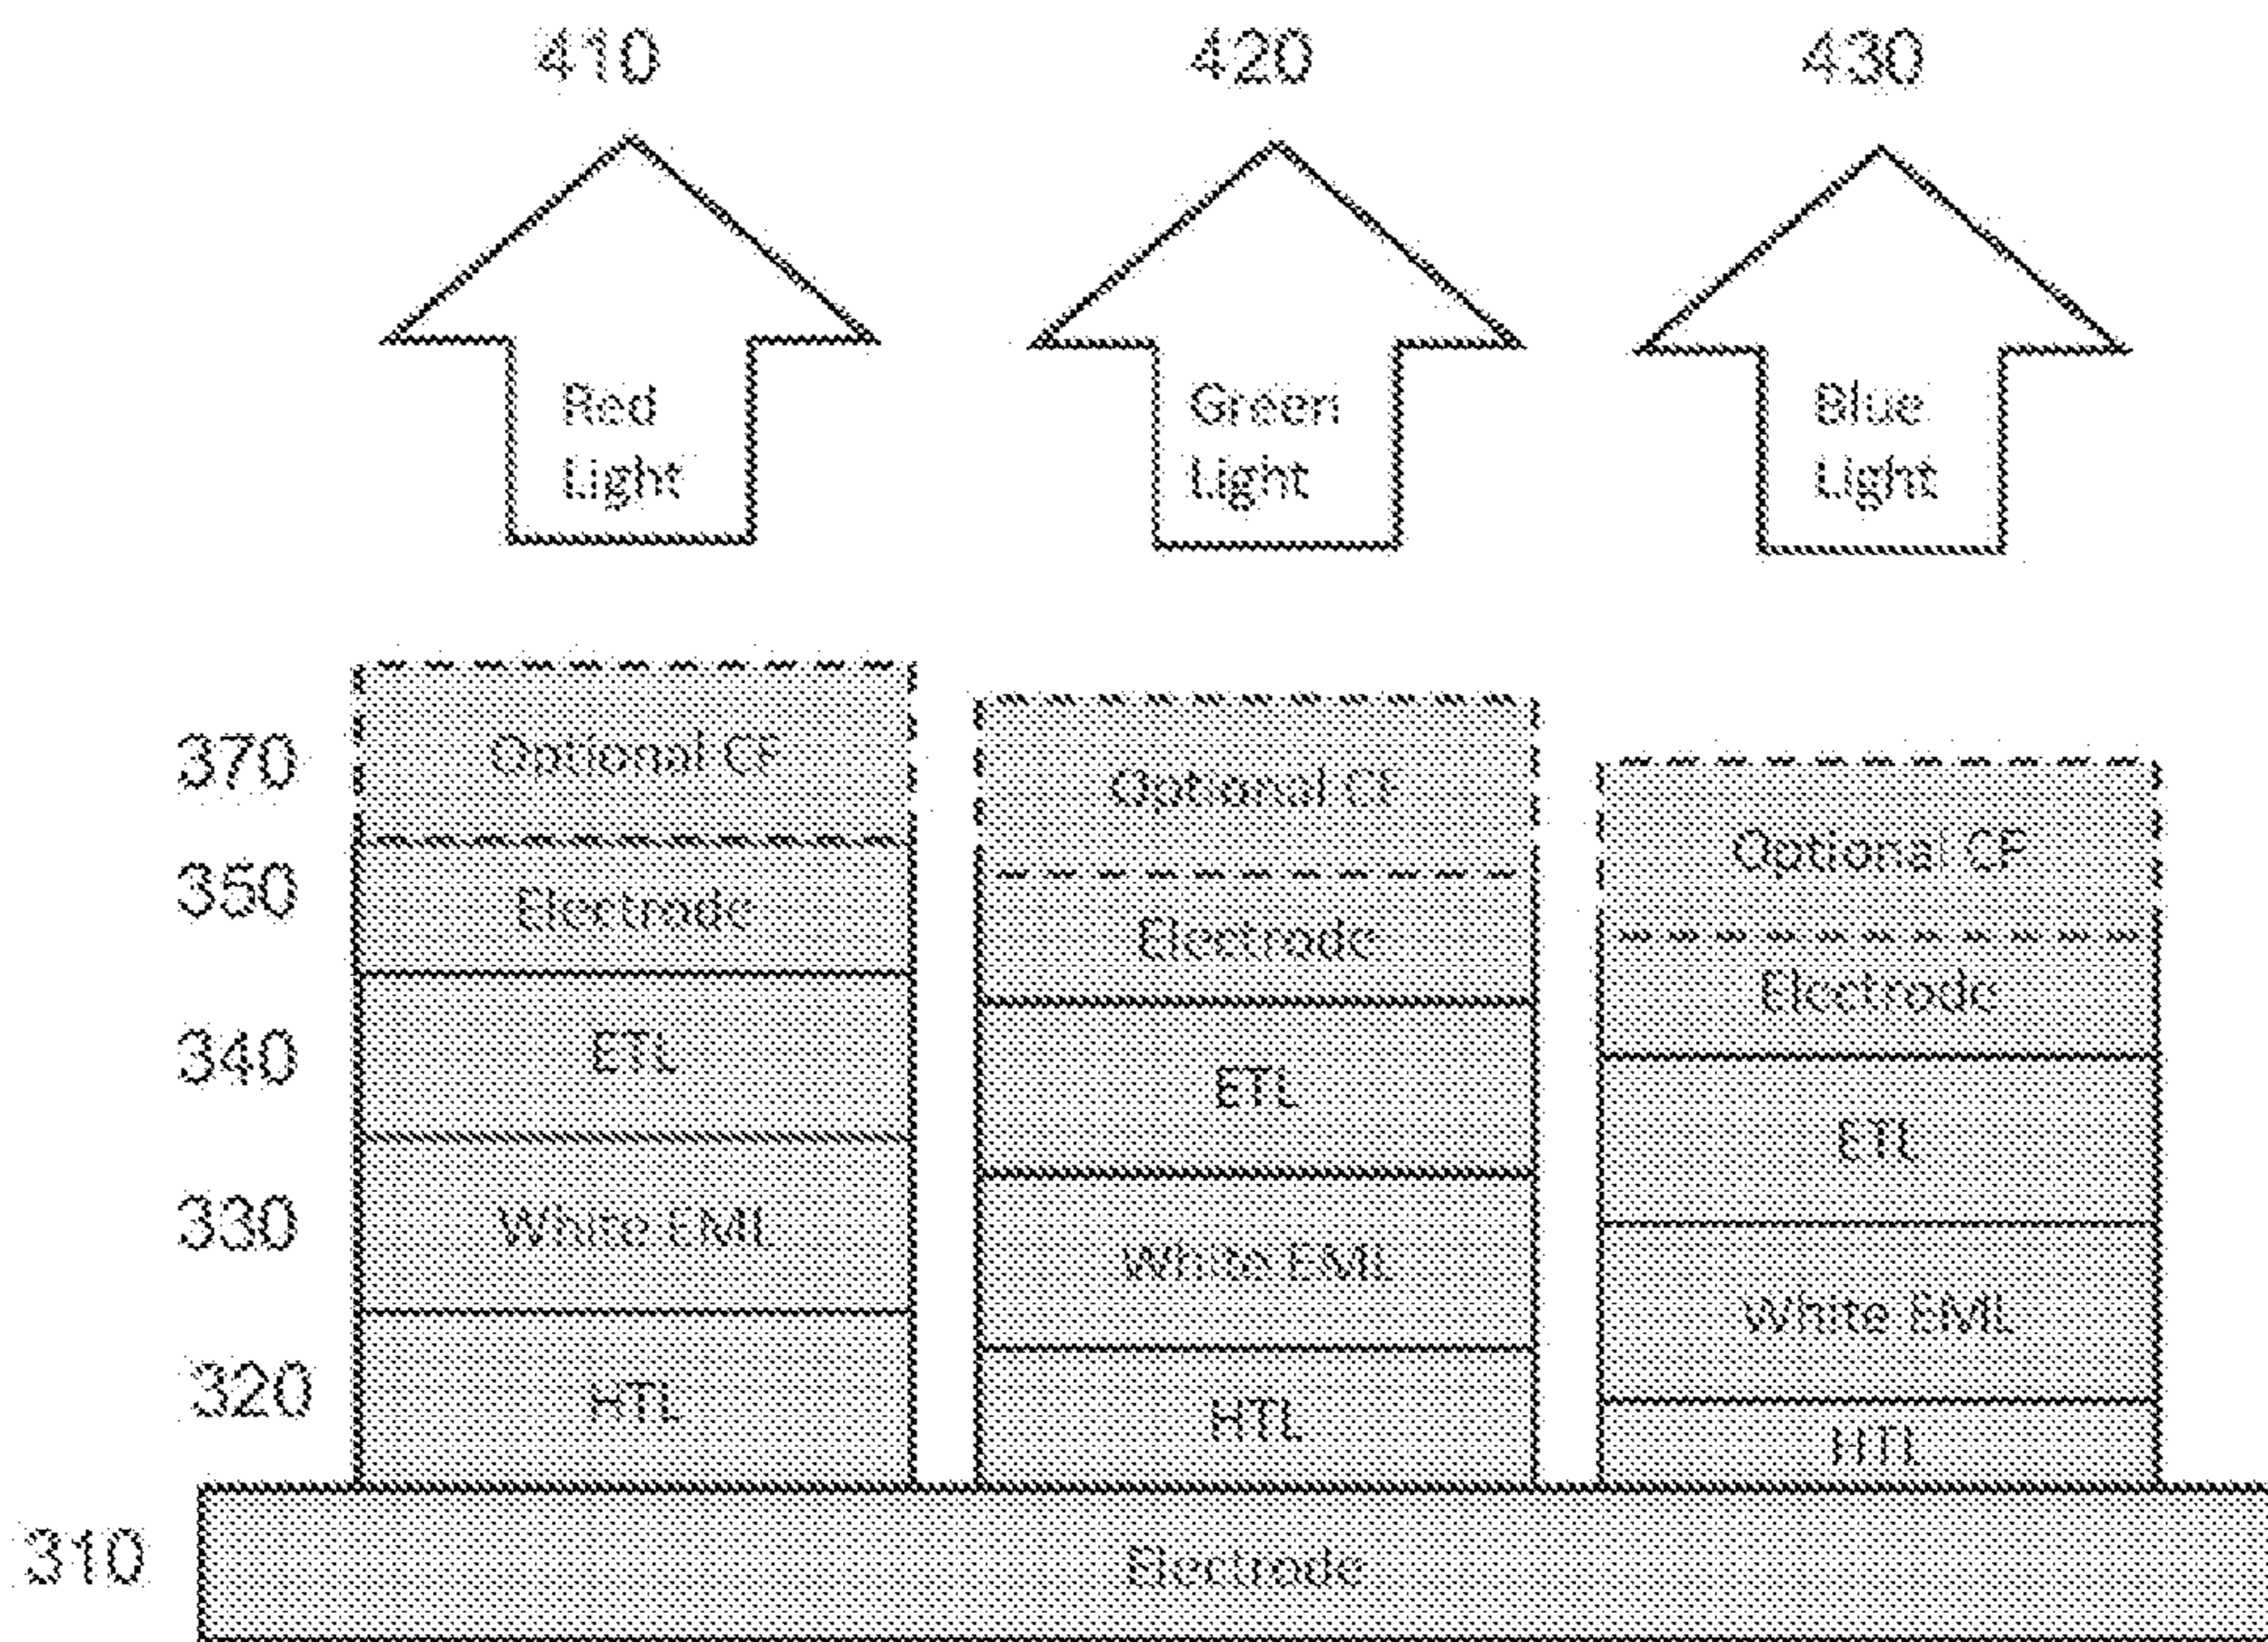 410 420 430
Red Green Blue
Light Light Light
370 Optional CF Optional CF Optional CF
350 Electrode Electrode Electrode
340 ETL ETL ETL
330 White EML White EML White EML
320 HTL HTL HTL
310 Electrode